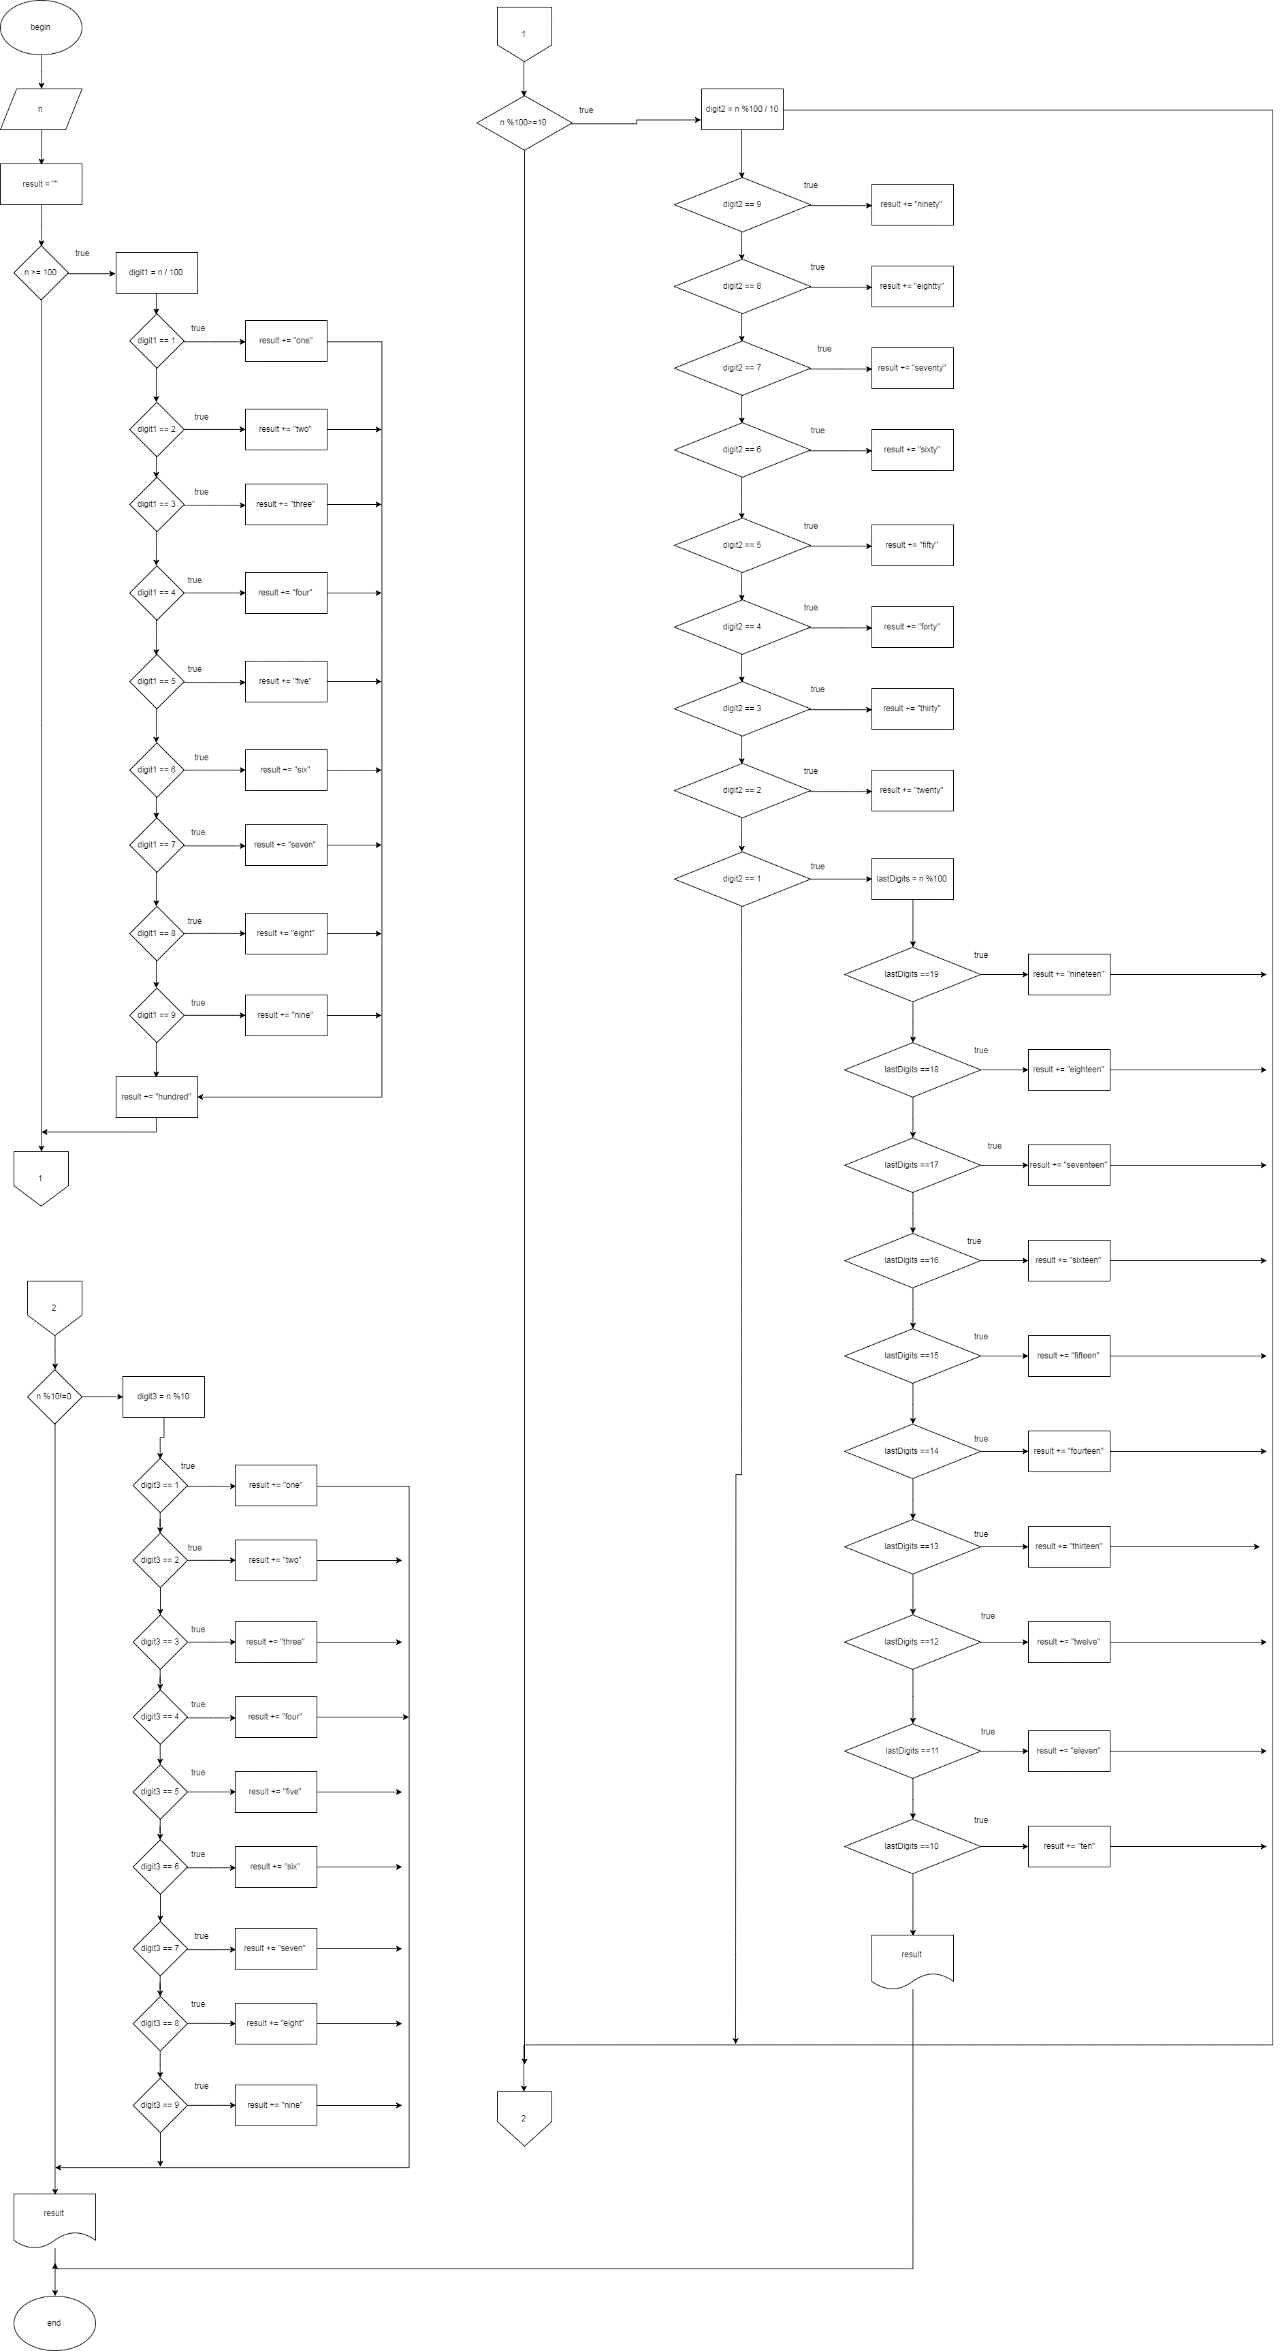 begin
n
result = ""
n >= 100
true
digit1 = n / 100
digit1 == 1
true
result += "one"
digit1 == 2
true
result += "two"
digit1 == 3
true
result += "three"
digit1 == 4
true
result += "four"
digit1 == 5
true
result += "five"
digit1 == 6
true
result += "six"
digit1 == 7
true
result += "seven"
digit1 == 8
true
result += "eight"
digit1 == 9
true
result += "nine"
result += "hundred"
1
1
n %100>=10
true
digit2 = n %100 / 10
digit2 == 9
true
result += "ninety"
digit2 == 8
true
result += "eightty"
digit2 == 7
true
result += "seventy"
digit2 == 6
true
result += "sixty"
digit2 == 5
true
result += "fifty"
digit2 == 4
true
result += "forty"
digit2 == 3
true
result += "thirty"
digit2 == 2
true
result += "twenty"
digit2 == 1
true
lastDigits = n %100
lastDigits ==19
true
result += "nineteen"
lastDigits ==18
true
result += "eighteen"
lastDigits ==17
true
result += "seventeen"
lastDigits ==16
true
result += "sixteen"
lastDigits ==15
true
result += "fifteen"
lastDigits ==14
true
result += "fourteen"
lastDigits ==13
true
result += "thirteen"
lastDigits ==12
true
result += "twelve"
lastDigits ==11
true
result += "eleven"
lastDigits ==10
true
result += "ten"
result
2
2
n %10!=0
digit3 = n %10
digit3 == 1
true
result += "one"
digit3 == 2
true
result += "two"
digit3 == 3
true
result += "three"
digit3 == 4
true
result += "four"
digit3 == 5
true
result += "five"
digit3 == 6
true
result += "six"
digit3 == 7
true
result += "seven"
digit3 == 8
true
result += "eight"
digit3 == 9
true
result += "nine"
result
end